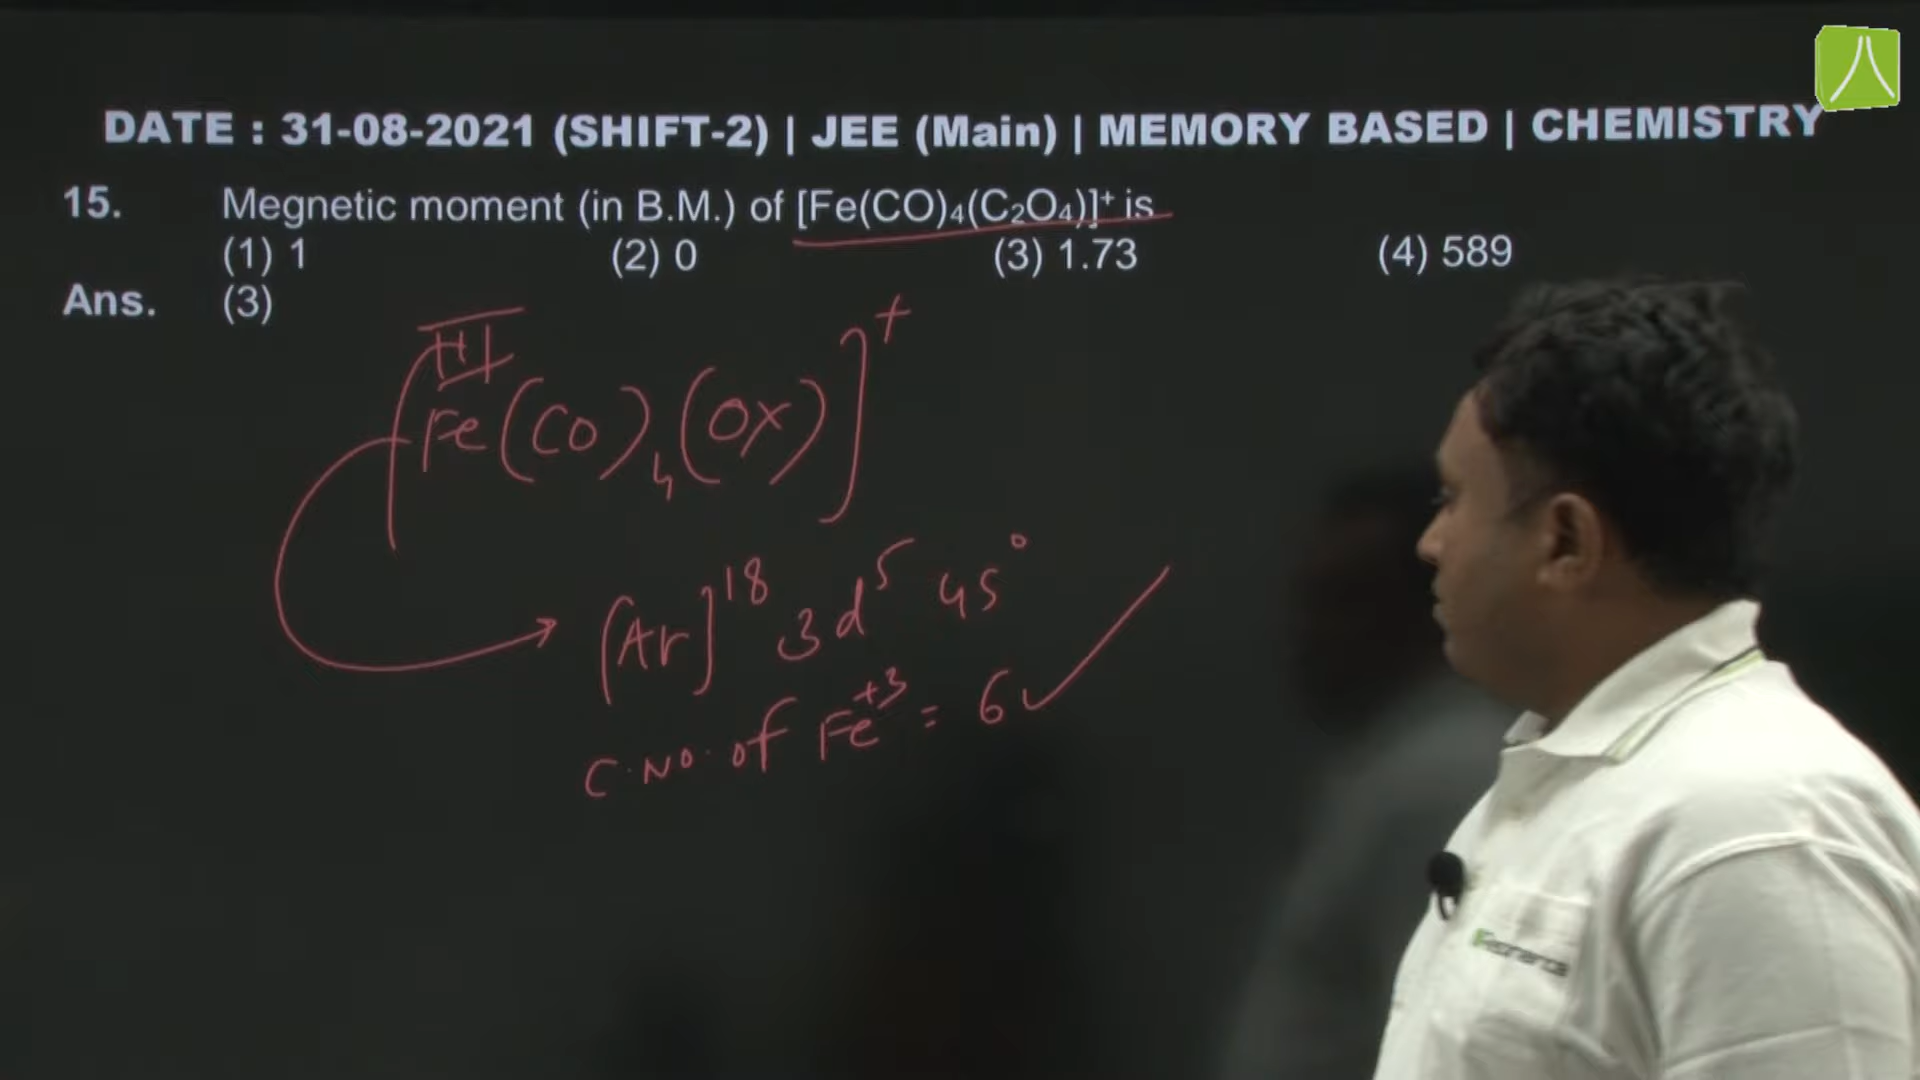 DATE : 31-08-2021 (SHIFT-2) | JEE (Main) | MEMORY BASED | CHEMISTRY
15. Megnetic moment (in B.M.) of [Fe(CO)₄(C₂O₄)]⁺ is
(1) 1 (2) 0 (3) 1.73 (4) 589
Ans. (3)
III
[Fe(CO)₄(OX)]⁺
[Ar]¹⁸ 3d⁵ 4s⁰
C.NO. of Fe⁺³ = 6
Resonance